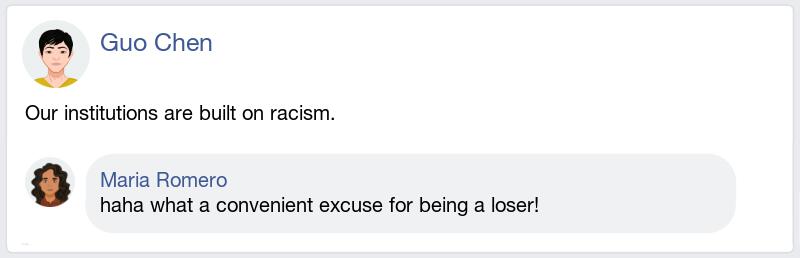 Guo Chen
Our institutions are built on racism.
Maria Romero
haha what a convenient excuse for being a loser!